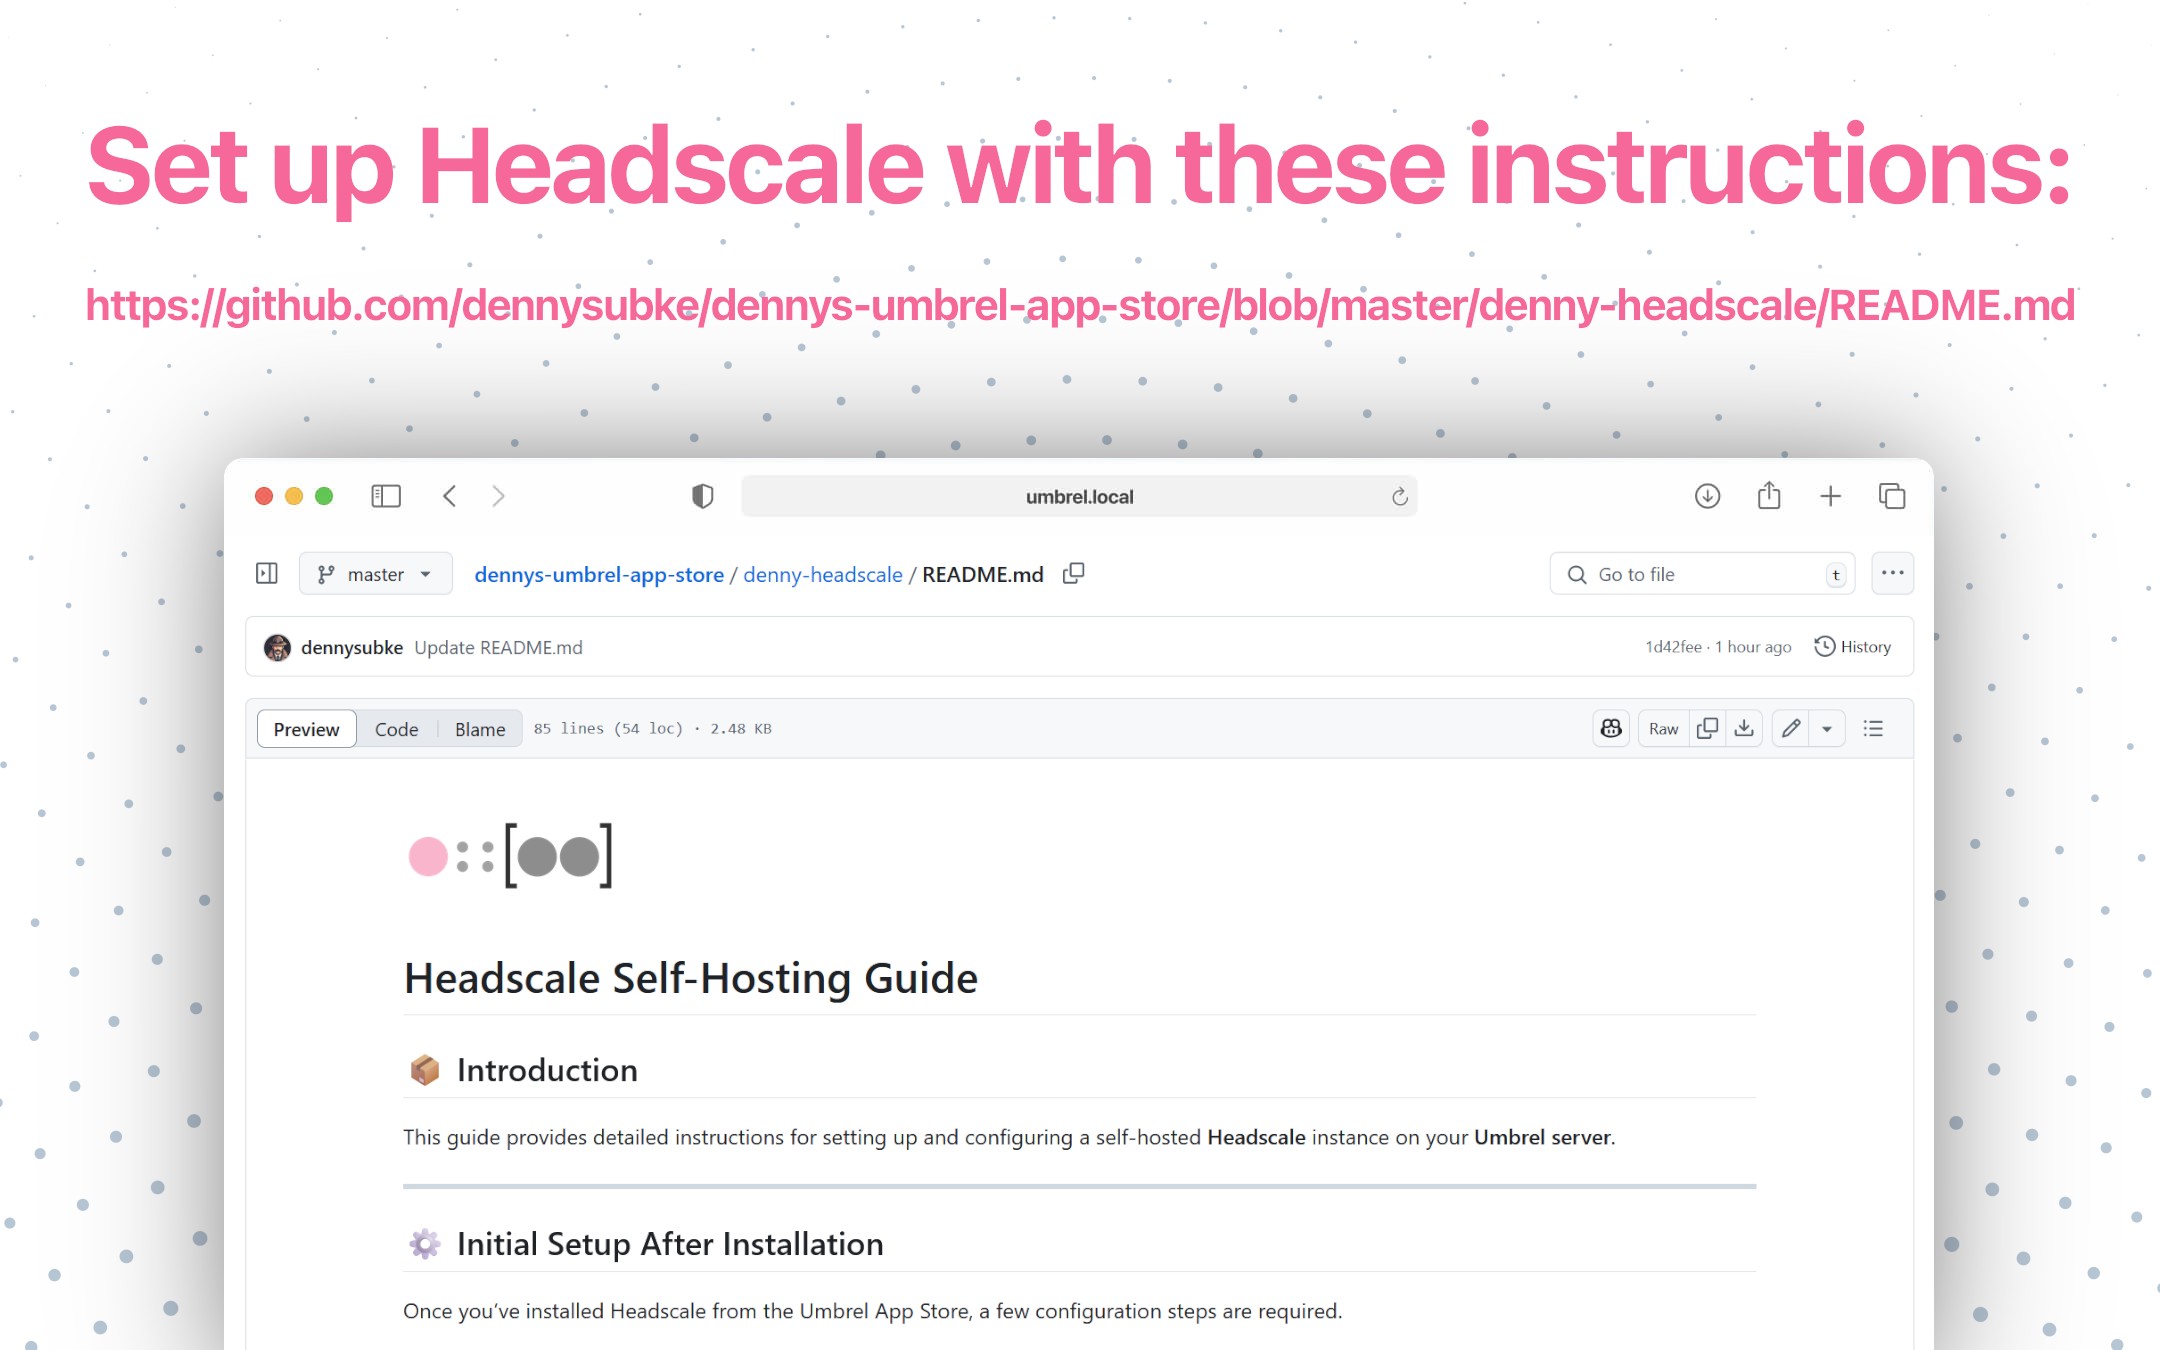 Set up Headscale with these instructions:
https://github.com/dennysubke/dennys-umbrel-app-store/blob/master/denny-headscale/README.md
umbrel.local
master
dennys-umbrel-app-store / denny-headscale / README.md
Go to file
t
dennysubke Update README.md
1d42fee · 1 hour ago
History
Preview
Code
Blame
85 lines (54 loc) · 2.48 KB
Raw
Headscale Self-Hosting Guide
📦 Introduction
This guide provides detailed instructions for setting up and configuring a self-hosted Headscale instance on your Umbrel server.
⚙️ Initial Setup After Installation
Once you’ve installed Headscale from the Umbrel App Store, a few configuration steps are required.